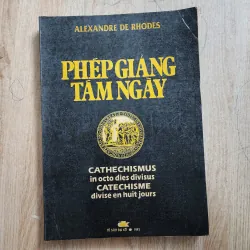 ALEXANDRE DE RHODES
PHÉP GIẢNG
TÁM NGÀY
CATHECHISMUS
in octo dies divisus
CATECHISME
divisé en huit jours